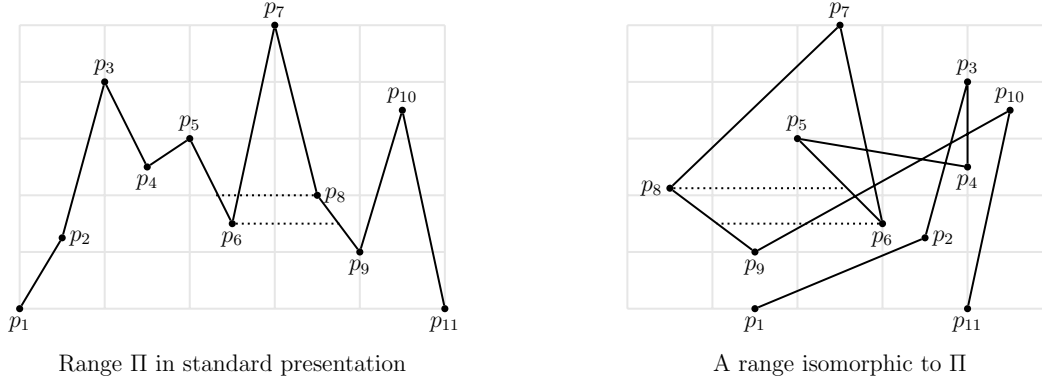 p₇ p₇
p₃ p₃
p₁₀ p₁₀
p₅ p₅
p₄ p₄
p₈ p₈
p₆ p₂ p₆ p₂
p₉ p₉
p₁ p₁₁ p₁ p₁₁
Range Π in standard presentation
A range isomorphic to Π